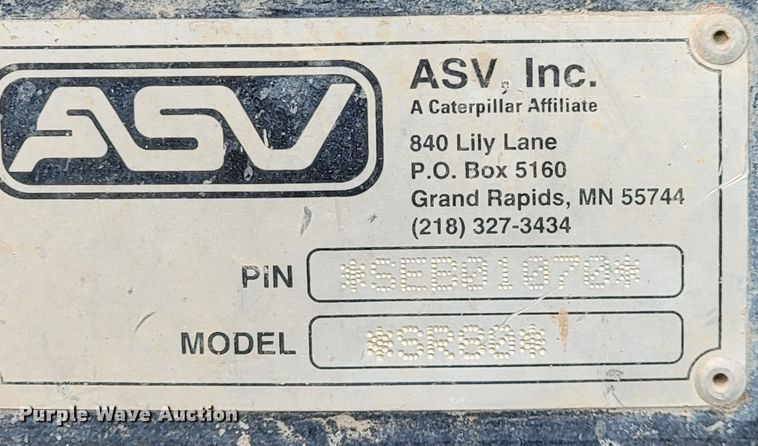 ASV
ASV, Inc.
A Caterpillar Affiliate
840 Lily Lane
P.O. Box 5160
Grand Rapids, MN 55744
(218) 327-3434
PIN *SEB01070*
MODEL *SR80*
Purple Wave Auction